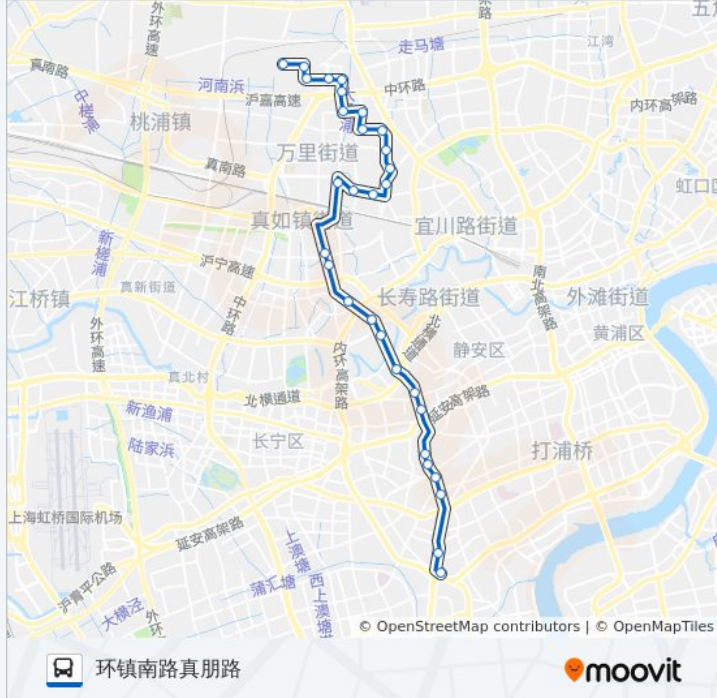 外环高速
路
五
走马塘
江湾
真南路
河南浜
中环路
沪嘉高速
内环高架路
中槎浦
桃浦镇
浦
万里街道
真南路
虹口区
真如镇街道
宜川路街道
新槎浦
沪宁高速
南北高架路
江桥镇
真新街道
中环路
长寿路街道
外滩街道
外环高速
北横通道
黄浦区
内环高架路
静安区
真北村
北横通道
延安高架路
新渔浦
陆家浜
长宁区
打浦桥
上海虹桥国际机场
延安高架路
上澳塘
沪青平公路
蒲汇塘
西上澳塘
大横泾
外环
© OpenStreetMap contributors | © OpenMapTiles
环镇南路真朋路
moovit